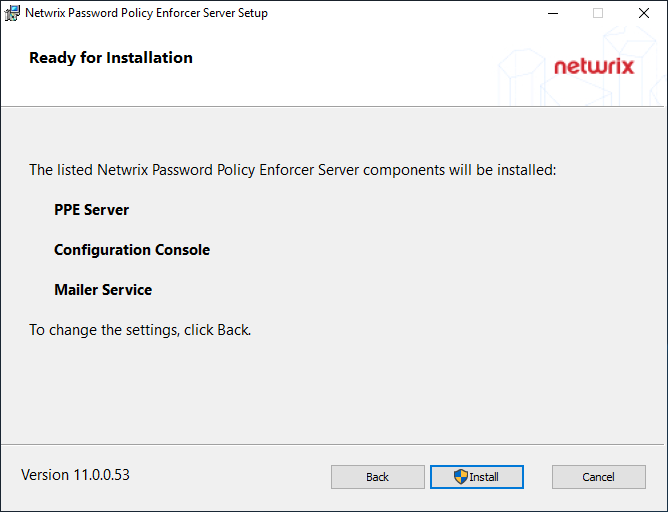 Netwrix Password Policy Enforcer Server Setup
Ready for Installation
netwrix
The listed Netwrix Password Policy Enforcer Server components will be installed:
PPE Server
Configuration Console
Mailer Service
To change the settings, click Back.
Version 11.0.0.53
Back
Install
Cancel